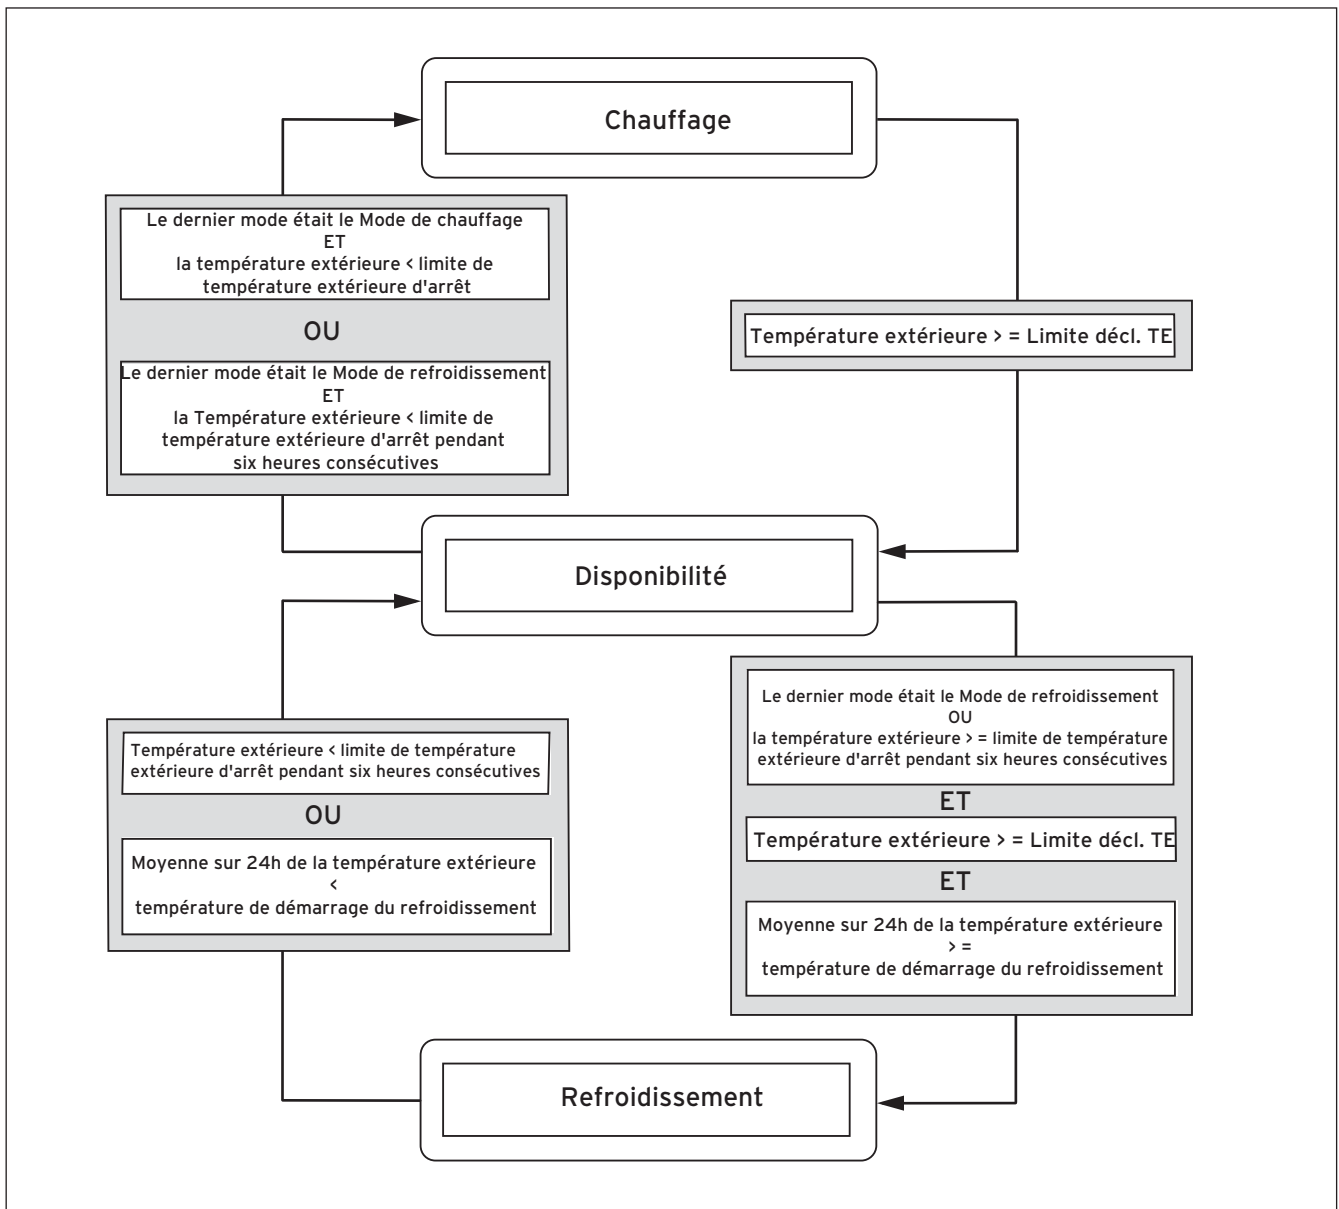 Chauffage
Le dernier mode était le Mode de chauffage
ET
la température extérieure < limite de
température extérieure d'arrêt
OU
Le dernier mode était le Mode de refroidissement
ET
la Température extérieure < limite de
température extérieure d'arrêt pendant
six heures consécutives
Température extérieure > = Limite décl. TE
Disponibilité
Température extérieure < limite de température
extérieure d'arrêt pendant six heures consécutives
OU
Moyenne sur 24h de la température extérieure
<
température de démarrage du refroidissement
Le dernier mode était le Mode de refroidissement
OU
la température extérieure > = limite de température
extérieure d'arrêt pendant six heures consécutives
ET
Température extérieure > = Limite décl. TE
ET
Moyenne sur 24h de la température extérieure
> =
température de démarrage du refroidissement
Refroidissement